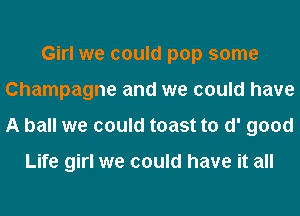 Girl we could pop some
Champagne and we could have
A ball we could toast to d' good
Life girl we could have it all